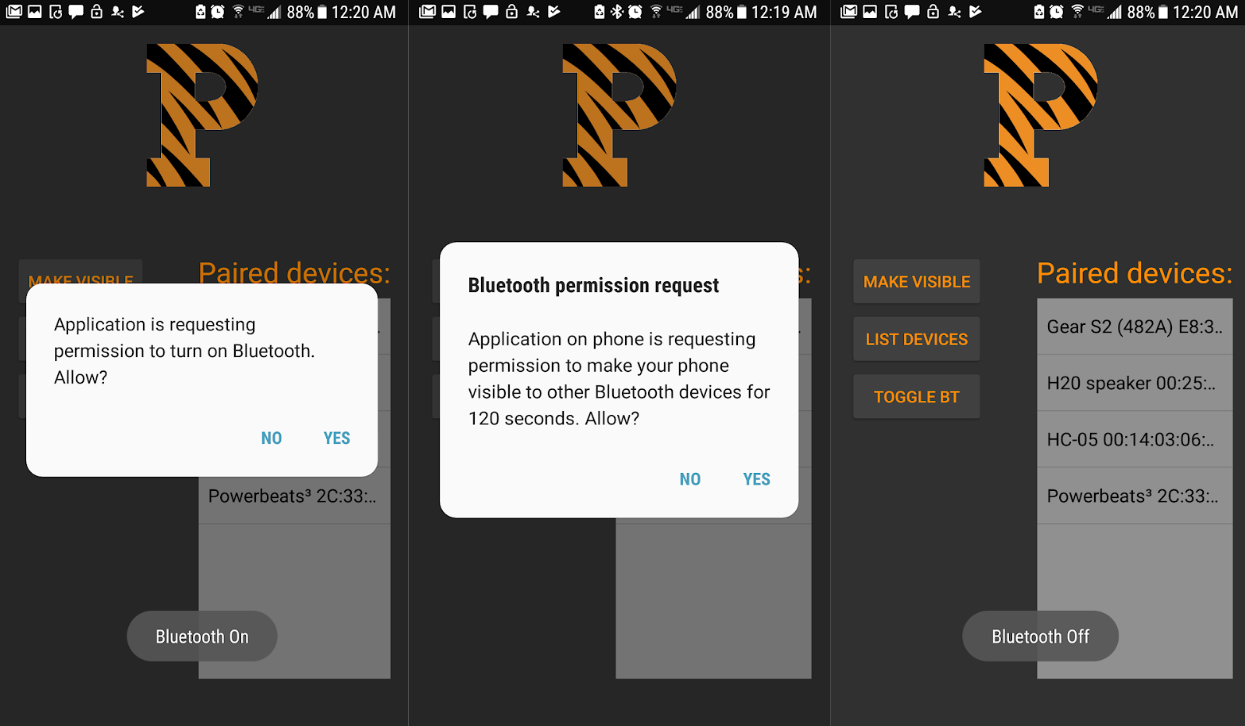 4G 88% 12:20 AM
P
MAKE VISIBLE
Paired devices:
Application is requesting
permission to turn on Bluetooth.
Allow?
NO YES
Powerbeats³ 2C:33:..
Bluetooth On
4G 88% 12:19 AM
P
s:
Bluetooth permission request
Application on phone is requesting
permission to make your phone
visible to other Bluetooth devices for
120 seconds. Allow?
NO YES
4G 88% 12:20 AM
P
MAKE VISIBLE
LIST DEVICES
TOGGLE BT
Paired devices:
Gear S2 (482A) E8:3..
H20 speaker 00:25:..
HC-05 00:14:03:06:..
Powerbeats³ 2C:33:..
Bluetooth Off